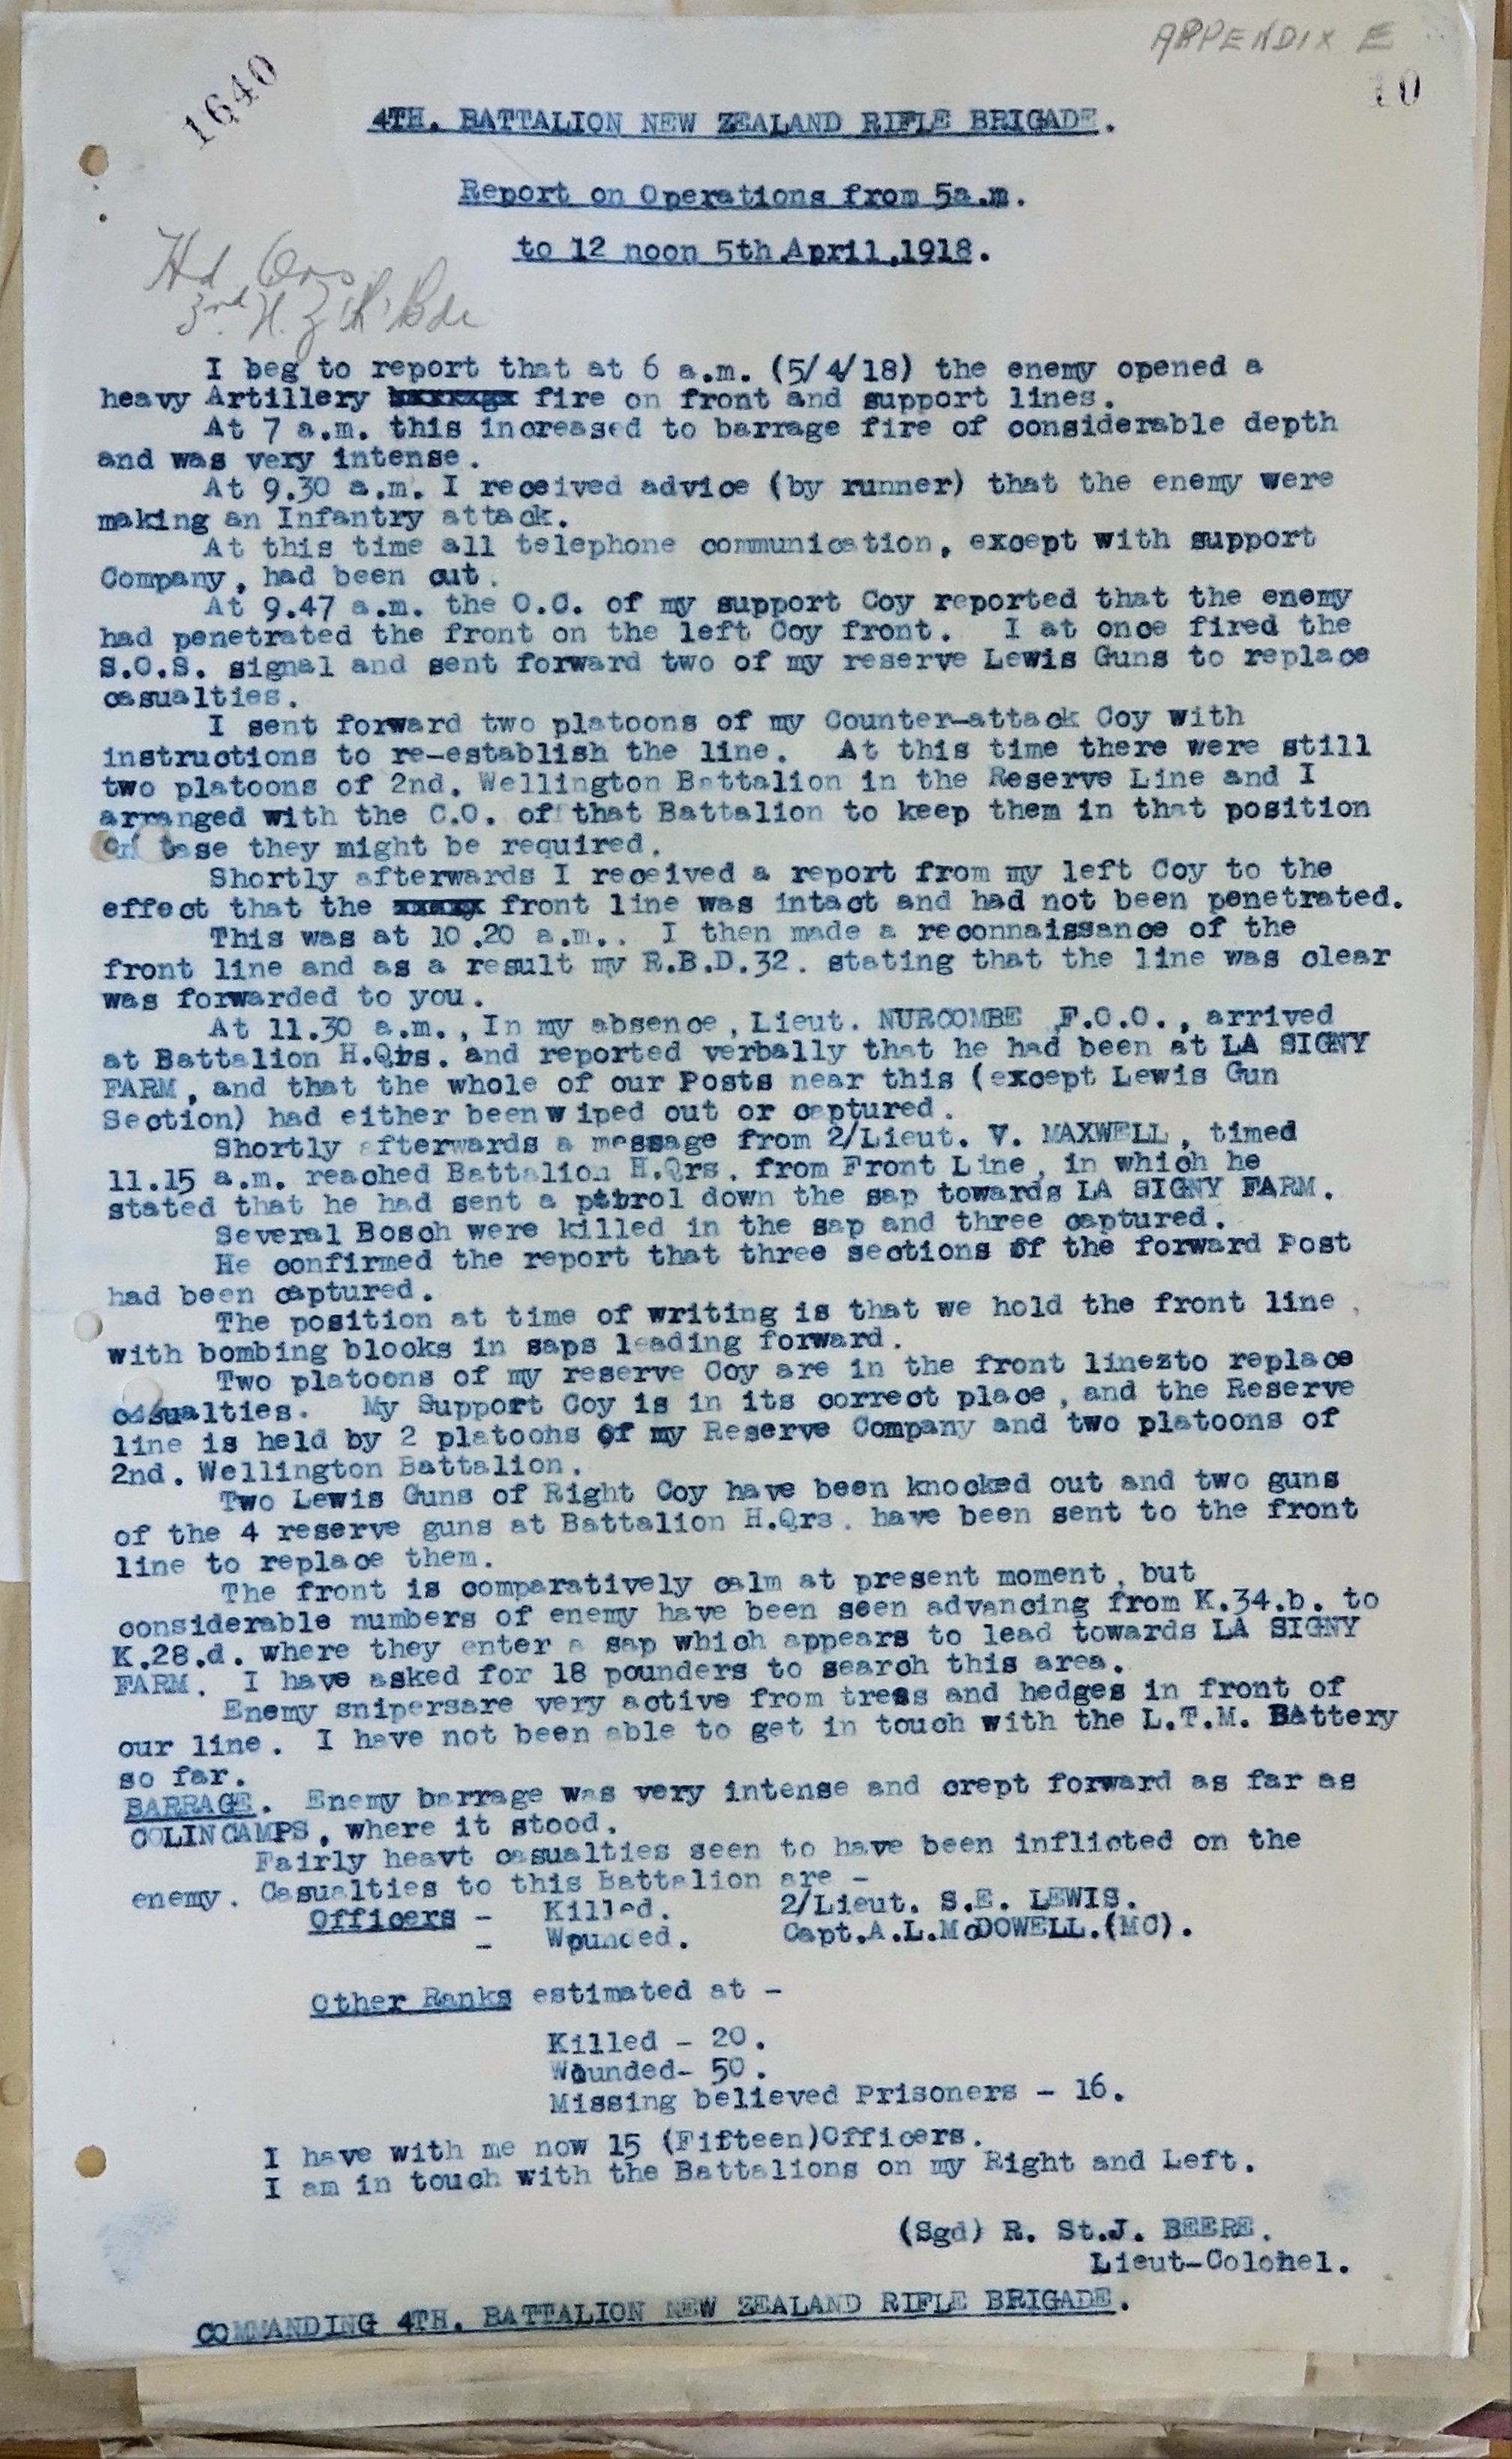 APPENDIX E
1640
10
4TH. BATTALION NEW ZEALAND RIFLE BRIGADE.
Report on Operations from 5a.m.
to 12 noon 5th April,1918.
Hd Qrs
3rd N.Z 'R' Bde
I beg to report that at 6 a.m. (5/4/18) the enemy opened a
heavy Artillery fire on front and support lines.
At 7 a.m. this increased to barrage fire of considerable depth
and was very intense.
At 9.30 a.m. I received advice (by runner) that the enemy were
making an Infantry attack.
At this time all telephone communication, except with support
Company, had been cut.
At 9.47 a.m. the O.C. of my support Coy reported that the enemy
had penetrated the front on the left Coy front. I at once fired the
S.O.S. signal and sent forward two of my reserve Lewis Guns to replace
casualties.
I sent forward two platoons of my Counter-attack Coy with
instructions to re-establish the line. At this time there were still
two platoons of 2nd. Wellington Battalion in the Reserve Line and I
arranged with the C.O. of that Battalion to keep them in that position
case they might be required.
Shortly afterwards I received a report from my left Coy to the
effect that the front line was intact and had not been penetrated.
This was at 10.20 a.m.. I then made a reconnaissance of the
front line and as a result my R.B.D.32. stating that the line was clear
was forwarded to you.
At 11.30 a.m., In my absence, Lieut. NURCOMBE F.O.O., arrived
at Battalion H.Qrs. and reported verbally that he had been at LA SIGNY
FARM, and that the whole of our Posts near this (except Lewis Gun
Section) had either been wiped out or captured.
Shortly afterwards a message from 2/Lieut. V. MAXWELL, timed
11.15 a.m. reached Battalion H.Qrs. from Front Line, in which he
stated that he had sent a patrol down the sap towards LA SIGNY FARM.
Several Bosch were killed in the sap and three captured.
He confirmed the report that three sections of the forward Post
had been captured.
The position at time of writing is that we hold the front line,
with bombing blocks in saps leading forward.
Two platoons of my reserve Coy are in the front linezto replace
casualties. My Support Coy is in its correct place, and the Reserve
line is held by 2 platoons of my Reserve Company and two platoons of
2nd. Wellington Battalion.
Two Lewis Guns of Right Coy have been knocked out and two guns
of the 4 reserve guns at Battalion H.Qrs. have been sent to the front
line to replace them.
The front is comparatively calm at present moment, but
considerable numbers of enemy have been seen advancing from K.34.b. to
K.28.d. where they enter a sap which appears to lead towards LA SIGNY
FARM. I have asked for 18 pounders to search this area.
Enemy snipersare very active from tress and hedges in front of
our line. I have not been able to get in touch with the L.T.M. BAttery
so far.
BARRAGE. Enemy barrage was very intense and crept forward as far as
COLINCAMPS, where it stood.
Fairly heavt casualties seen to have been inflicted on the
enemy. Casualties to this Battalion are -
Officers - Killed. 2/Lieut. S.E. LEWIS.
- Wounded. Capt.A.L.McDOWELL.(MC).
Other Ranks estimated at -
Killed - 20.
Wounded- 50.
Missing believed Prisoners - 16.
I have with me now 15 (Fifteen)Officers.
I am in touch with the Battalions on my Right and Left.
(Sgd) R. St.J. BEERE.
Lieut-Colonel.
COMMANDING 4TH. BATTALION NEW ZEALAND RIFLE BRIGADE.